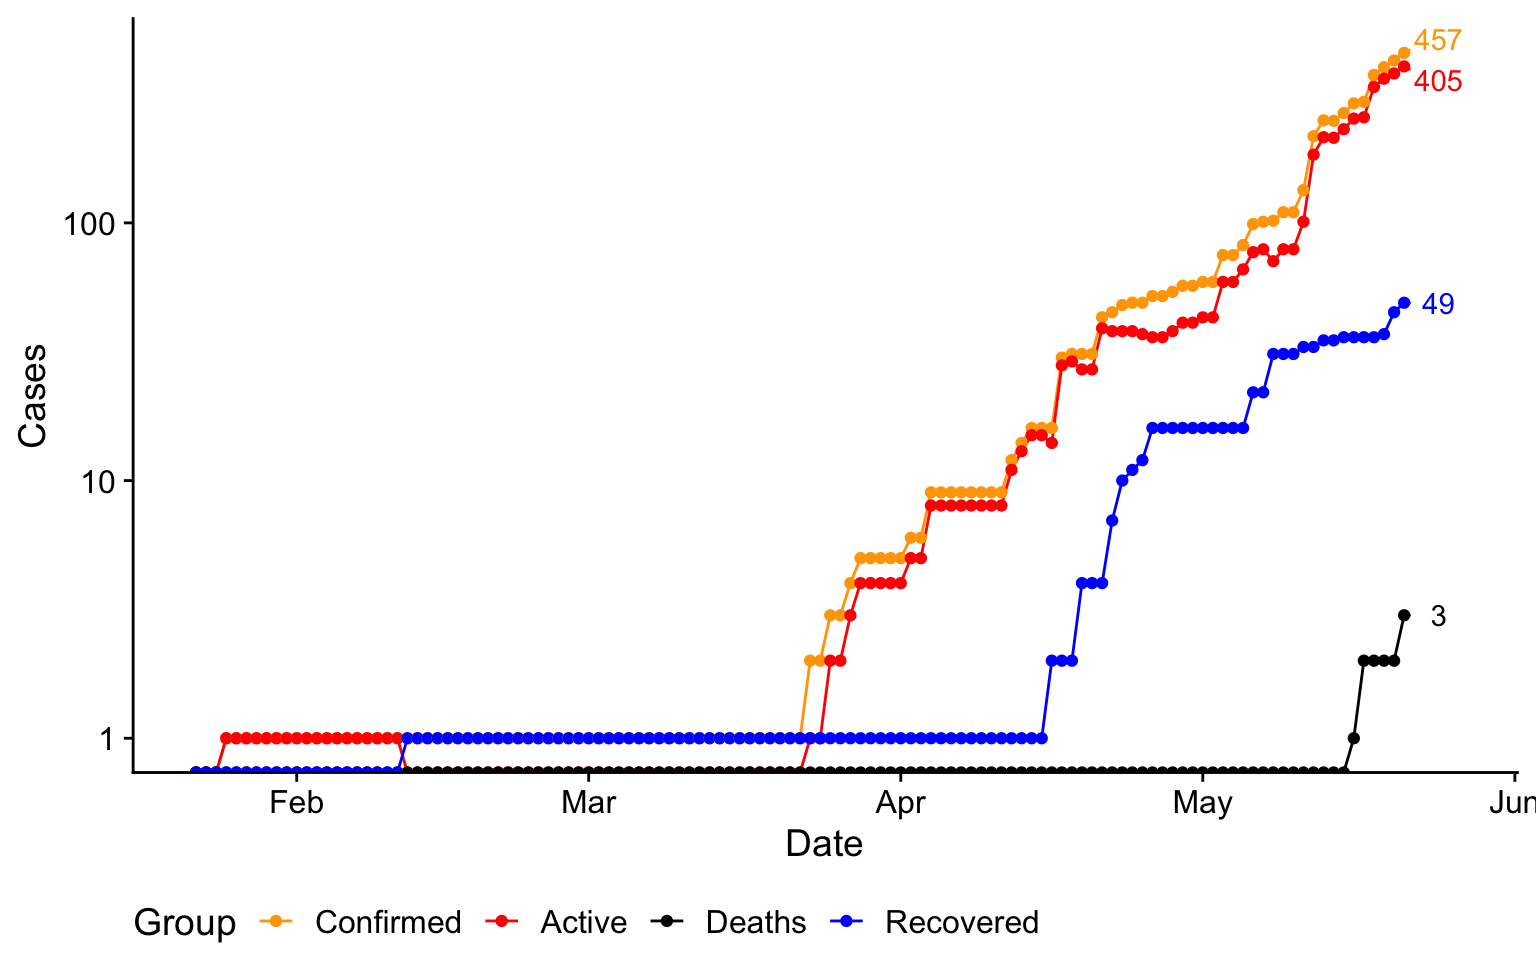 457
405
100
49
Cases
10
3
1
Feb Mar Apr May Jun
Date
Group Confirmed Active Deaths Recovered